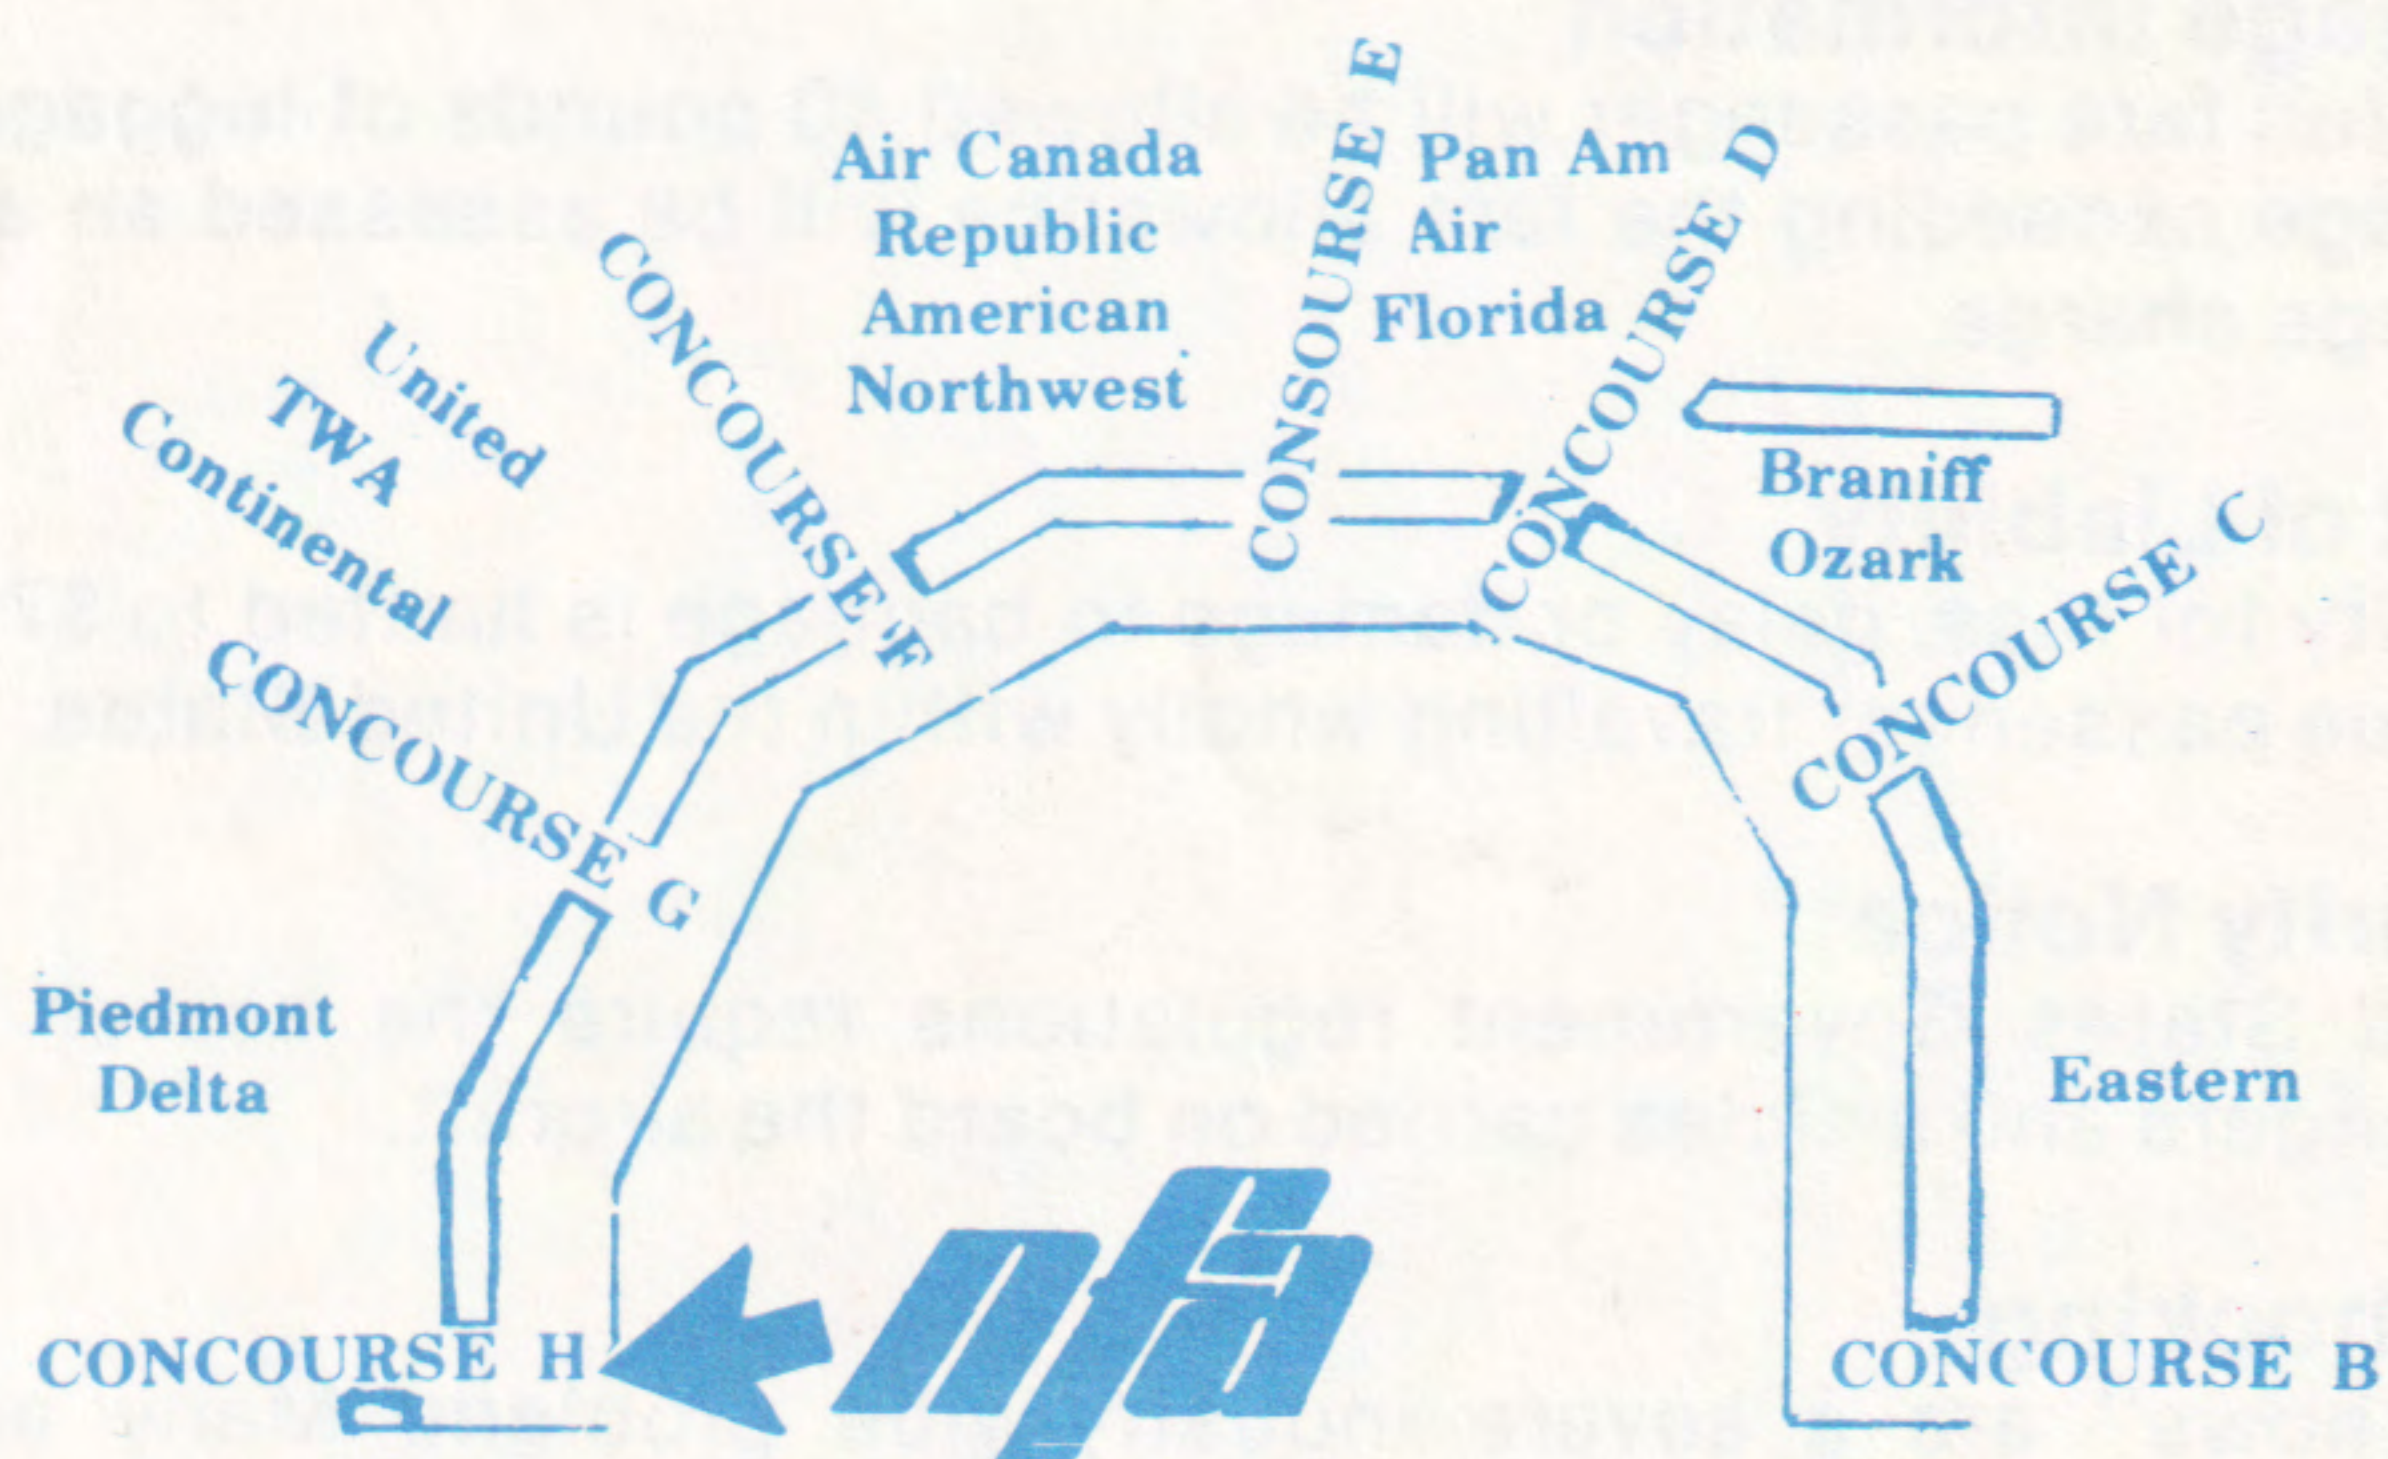 CONSOURSE E
Air Canada
Republic
American
Northwest
Pan Am
Air
Florida
CONCOURSE D
CONCOURSE F
United
TWA
Continental
Braniff
Ozark
CONCOURSE C
CONCOURSE G
Piedmont
Delta
Eastern
CONCOURSE H
nfa
CONCOURSE B